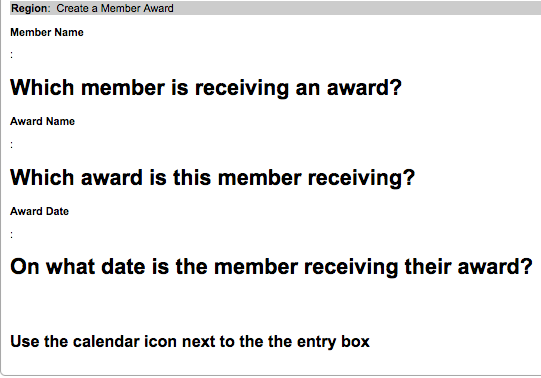 Region:  Create a Member Award
Member Name
:
Which member is receiving an award?
Award Name
:
Which award is this member receiving?
Award Date
:
On what date is the member receiving their award?
Use the calendar icon next to the the entry box